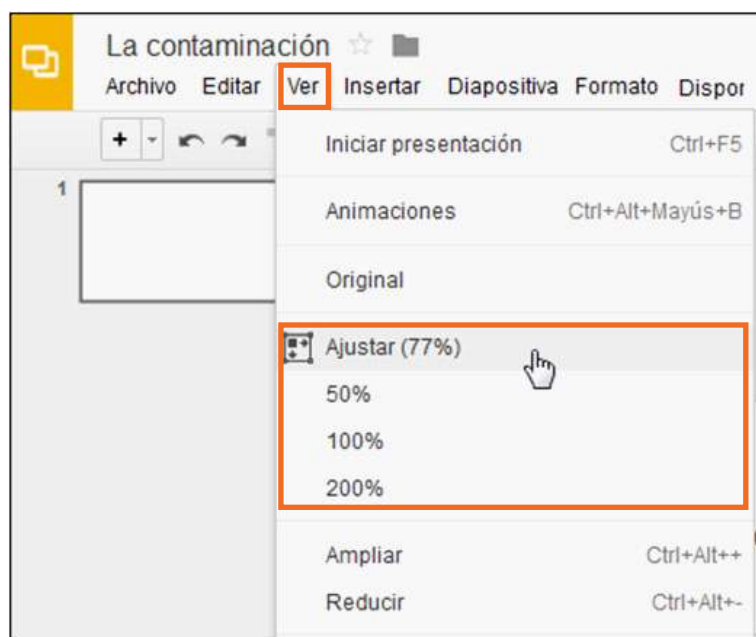 La contaminación
Archivo Editar Ver Insertar Diapositiva Formato Dispor
+
1
Iniciar presentación Ctrl+F5
Animaciones Ctrl+Alt+Mayús+B
Original
Ajustar (77%)
50%
100%
200%
Ampliar Ctrl+Alt++
Reducir Ctrl+Alt+-